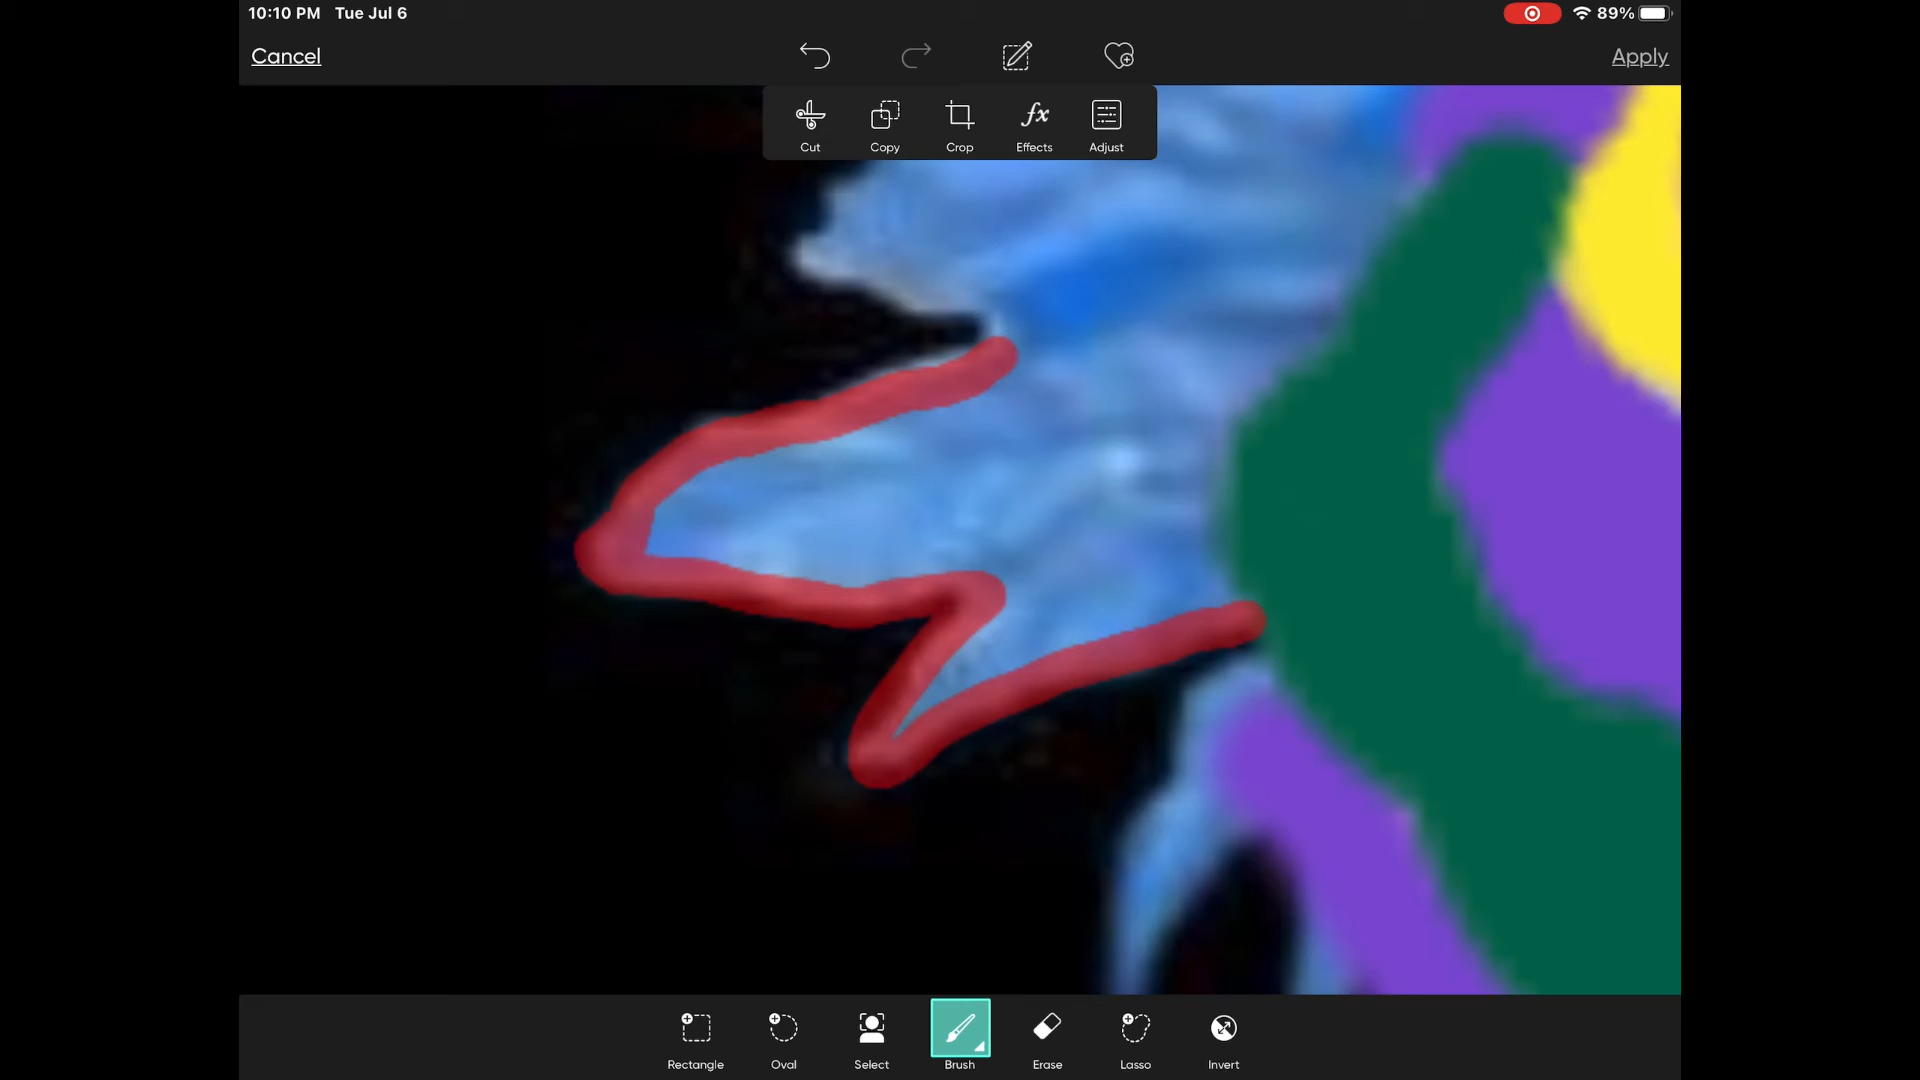 10:10 PM Tue Jul 6 89%
Cancel Apply
Cut Copy Crop fx Effects Adjust
Rectangle Oval Select Brush Erase Lasso Invert